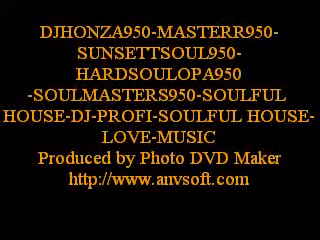 DJHONZA950-MASTERR950-
SUNSETTSOUL950-
HARDSOULOPA950
-SOULMASTERS950-SOULFUL
HOUSE-DJ-PROFI-SOULFUL HOUSE-
LOVE-MUSIC
Produced by Photo DVD Maker
http://www.anvsoft.com